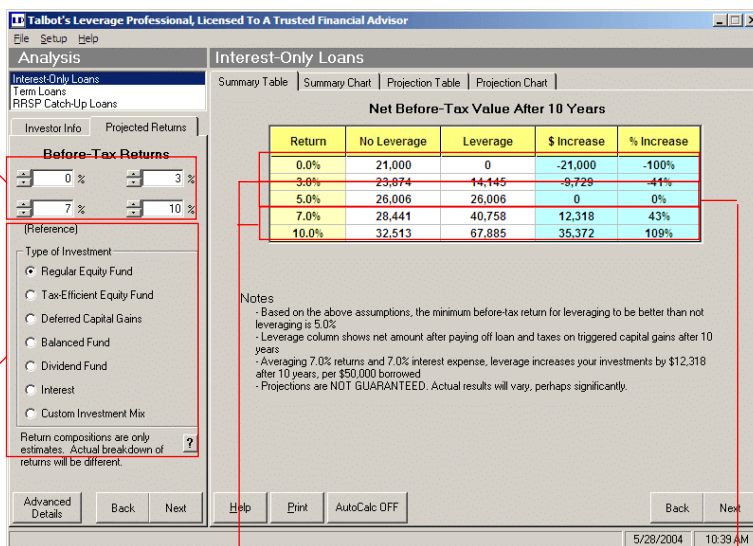 Talbot's Leverage Professional, Licensed To A Trusted Financial Advisor
File Setup Help
Analysis
Interest-Only Loans
Term Loans
RRSP Catch-Up Loans
Investor Info Projected Returns
Before-Tax Returns
0 % 3 %
7 % 10 %
(Reference)
Type of Investment
Regular Equity Fund
Tax-Efficient Equity Fund
Deferred Capital Gains
Balanced Fund
Dividend Fund
Interest
Custom Investment Mix
Return compositions are only
estimates. Actual breakdown of
returns will be different.
?
Advanced
Details
Back Next
Interest-Only Loans
Summary Table Summary Chart Projection Table Projection Chart
Net Before-Tax Value After 10 Years
Return No Leverage Leverage $ Increase % Increase
0.0% 21,000 0 -21,000 -100%
3.0% 23,874 14,145 -9,729 -41%
5.0% 26,006 26,006 0 0%
7.0% 28,441 40,758 12,318 43%
10.0% 32,513 67,885 35,372 109%
Notes
- Based on the above assumptions, the minimum before-tax return for leveraging to be better than not
leveraging is 5.0%
- Leverage column shows net amount after paying off loan and taxes on triggered capital gains after 10
years
- Averaging 7.0% returns and 7.0% interest expense, leverage increases your investments by $12,318
after 10 years, per $50,000 borrowed
- Projections are NOT GUARANTEED. Actual results will vary, perhaps significantly.
Help Print AutoCalc OFF Back Next
5/28/2004 10:39 AM